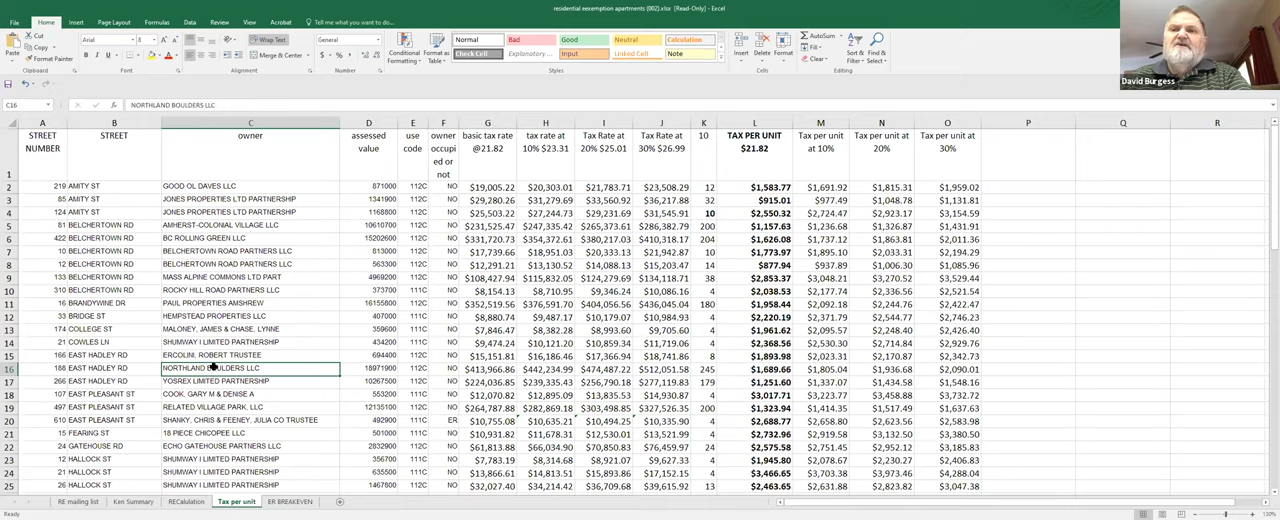 residential eexemption apartments (002).xlsx [Read-Only] - Excel
File Home Insert Page Layout Formulas Data Review View Help Acrobat Tell me what you want to do...
Cut
Copy
Format Painter
Paste
Clipboard
Arial
Font
Wrap Text
Merge & Center
Alignment
General
Number
Conditional Formatting
Format as Table
Normal Bad Good Neutral Calculation
Check Cell Explanatory ... Input Linked Cell Note
Styles
Insert Delete Format
Cells
AutoSum
Fill
Clear
Sort & Filter
Find & Select
Editing
David Burgess
C16 NORTHLAND BOULDERS LLC
A B C D E F G H I J K L M N O P Q R
1 STREET NUMBER STREET owner assessed value use code owner occupi ed or not basic tax rate @21.82 tax rate at 10% $23.31 Tax Rate at 20% $25.01 Tax Rate at 30% $26.99 10 TAX PER UNIT $21.82 Tax per unit at 10% Tax per unit at 20% Tax per unit at 30%
2 219 AMITY ST GOOD OL DAVES LLC 871000 112C NO $19,005.22 $20,303.01 $21,783.71 $23,508.29 12 $1,583.77 $1,691.92 $1,815.31 $1,959.02
3 85 AMITY ST JONES PROPERTIES LTD PARTNERSHIP 1341900 112C NO $29,280.26 $31,279.69 $33,560.92 $36,217.88 32 $915.01 $977.49 $1,048.78 $1,131.81
4 124 AMITY ST JONES PROPERTIES LTD PARTNERSHIP 1168800 112C NO $25,503.22 $27,244.73 $29,231.69 $31,545.91 10 $2,550.32 $2,724.47 $2,923.17 $3,154.59
5 81 BELCHERTOWN RD AMHERST-COLONIAL VILLAGE LLC 10610700 112C NO $231,525.47 $247,335.42 $265,373.61 $286,382.79 200 $1,157.63 $1,236.68 $1,326.87 $1,431.91
6 422 BELCHERTOWN RD BC ROLLING GREEN LLC 15202600 112C NO $331,720.73 $354,372.61 $380,217.03 $410,318.17 204 $1,626.08 $1,737.12 $1,863.81 $2,011.36
7 10 BELCHERTOWN RD BELCHERTOWN ROAD PARTNERS LLC 813000 112C NO $17,739.66 $18,951.03 $20,333.13 $21,942.87 10 $1,773.97 $1,895.10 $2,033.31 $2,194.29
8 12 BELCHERTOWN RD BELCHERTOWN ROAD PARTNERS LLC 563300 112C NO $12,291.21 $13,130.52 $14,088.13 $15,203.47 14 $877.94 $937.89 $1,006.30 $1,085.96
9 133 BELCHERTOWN RD MASS ALPINE COMMONS LTD PART 4969200 112C NO $108,427.94 $115,832.05 $124,279.69 $134,118.71 38 $2,853.37 $3,048.21 $3,270.52 $3,529.44
10 310 BELCHERTOWN RD ROCKY HILL ROAD PARTNERS LLC 373700 111C NO $8,154.13 $8,710.95 $9,346.24 $10,086.16 4 $2,038.53 $2,177.74 $2,336.56 $2,521.54
11 16 BRANDYWINE DR PAUL PROPERTIES AMSHREW 16155800 112C NO $352,519.56 $376,591.70 $404,056.56 $436,045.04 180 $1,958.44 $2,092.18 $2,244.76 $2,422.47
12 33 BRIDGE ST HEMPSTEAD PROPERTIES LLC 407000 111C NO $8,880.74 $9,487.17 $10,179.07 $10,984.93 4 $2,220.19 $2,371.79 $2,544.77 $2,746.23
13 174 COLLEGE ST MALONEY, JAMES & CHASE, LYNNE 359600 111C NO $7,846.47 $8,382.28 $8,993.60 $9,705.60 4 $1,961.62 $2,095.57 $2,248.40 $2,426.40
14 21 COWLES LN SHUMWAY I LIMITED PARTNERSHIP 434200 111C NO $9,474.24 $10,121.20 $10,859.34 $11,719.06 4 $2,368.56 $2,530.30 $2,714.84 $2,929.76
15 166 EAST HADLEY RD ERCOLINI, ROBERT TRUSTEE 694400 112C NO $15,151.81 $16,186.46 $17,366.94 $18,741.86 8 $1,893.98 $2,023.31 $2,170.87 $2,342.73
16 188 EAST HADLEY RD NORTHLAND BOULDERS LLC 18971900 112C NO $413,966.86 $442,234.99 $474,487.22 $512,051.58 245 $1,689.66 $1,805.04 $1,936.68 $2,090.01
17 266 EAST HADLEY RD YOSREX LIMITED PARTNERSHIP 10267500 112C NO $224,036.85 $239,335.43 $256,790.18 $277,119.83 179 $1,251.60 $1,337.07 $1,434.58 $1,548.16
18 107 EAST PLEASANT ST COOK, GARY M & DENISE A 553200 111C NO $12,070.82 $12,895.09 $13,835.53 $14,930.87 4 $3,017.71 $3,223.77 $3,458.88 $3,732.72
19 497 EAST PLEASANT ST RELATED VILLAGE PARK, LLC 12135100 112C NO $264,787.88 $282,869.18 $303,498.85 $327,526.35 200 $1,323.94 $1,414.35 $1,517.49 $1,637.63
20 610 EAST PLEASANT ST SHANKY, CHRIS & FEENEY, JULIA CO TRUSTEE 492900 111C ER $10,755.08 $10,635.21 $10,494.25 $10,335.90 4 $2,688.77 $2,658.80 $2,623.56 $2,583.98
21 15 FEARING ST 18 PIECE CHICOPEE LLC 501000 111C NO $10,931.82 $11,678.31 $12,530.01 $13,521.99 4 $2,732.96 $2,919.58 $3,132.50 $3,380.50
22 24 GATEHOUSE RD ECHO GATEHOUSE PARTNERS LLC 2832900 112C NO $61,813.88 $66,034.90 $70,850.83 $76,459.97 24 $2,575.58 $2,751.45 $2,952.12 $3,185.83
23 12 HALLOCK ST SHUMWAY I LIMITED PARTNERSHIP 356700 111C NO $7,783.19 $8,314.68 $8,921.07 $9,627.33 4 $1,945.80 $2,078.67 $2,230.27 $2,406.83
24 21 HALLOCK ST SHUMWAY I LIMITED PARTNERSHIP 635500 111C NO $13,866.61 $14,813.51 $15,893.86 $17,152.15 4 $3,466.65 $3,703.38 $3,973.46 $4,288.04
25 26 HALLOCK ST SHUMWAY I LIMITED PARTNERSHIP 1467800 112C NO $32,027.40 $34,214.42 $36,709.68 $39,615.92 13 $2,463.65 $2,631.88 $2,823.82 $3,047.38
RE mailing list Ken Summary RECalulation Tax per unit ER BREAKEVEN
Ready 130%